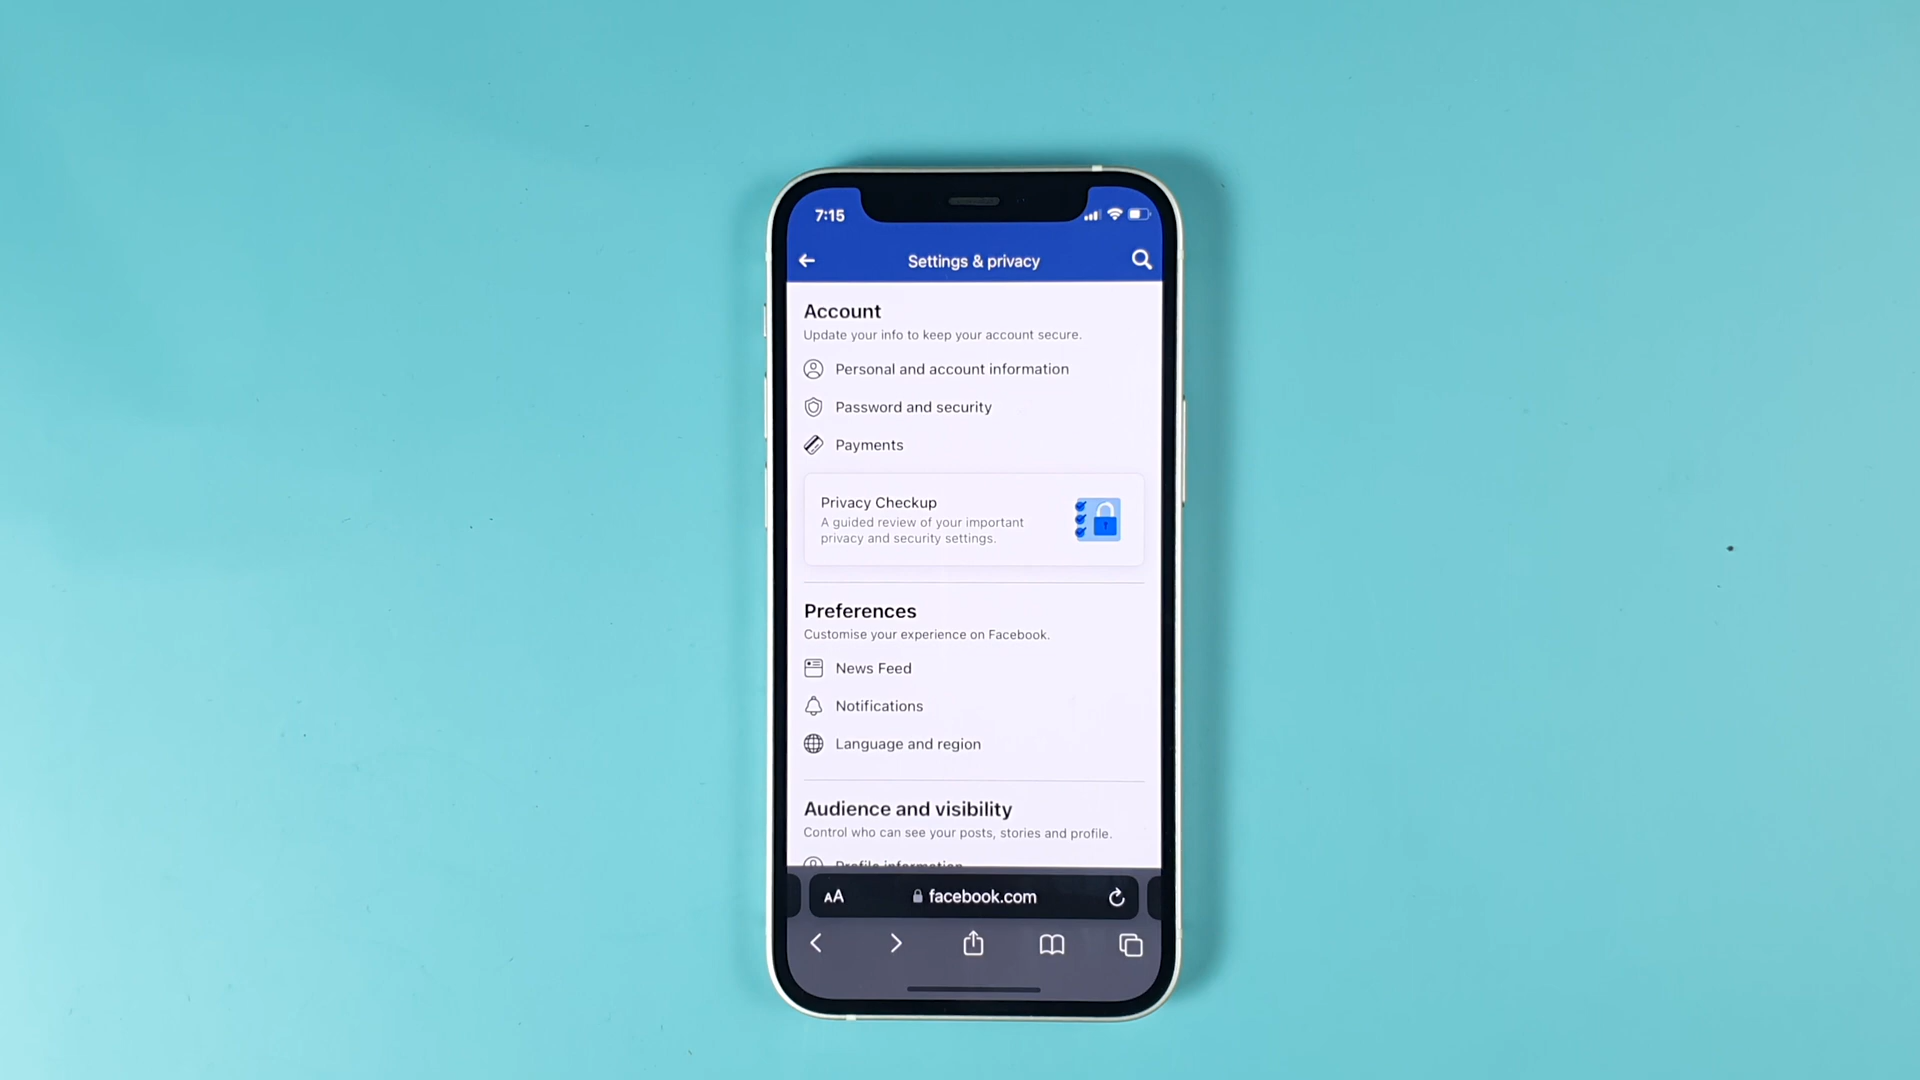 7:15
Settings & privacy
Account
Update your info to keep your account secure.
Personal and account information
Password and security
Payments
Privacy Checkup
A guided review of your important
privacy and security settings.
Preferences
Customise your experience on Facebook.
News Feed
Notifications
Language and region
Audience and visibility
Control who can see your posts, stories and profile.
Profile information
AA
facebook.com